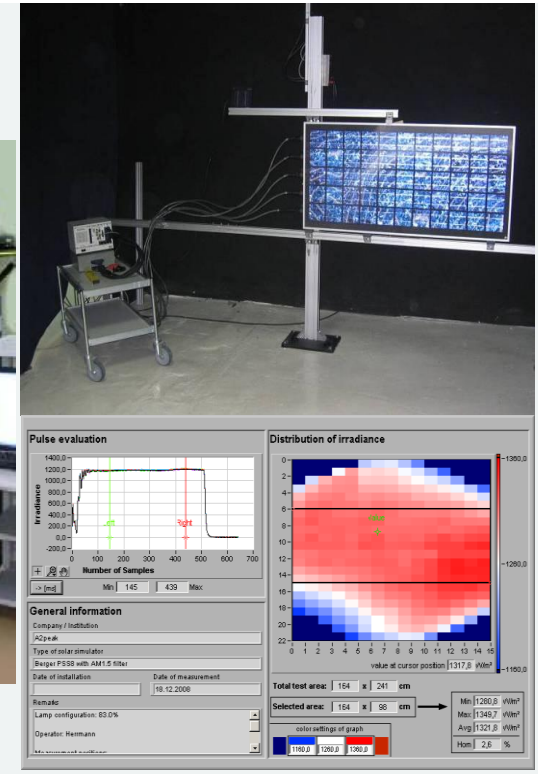 Pulse evaluation
1400,0-
1200,0-
1000,0-
800,0-
600,0-
400,0-
200,0-
0,0-
-200,0-
Irradiance
Right
0 100 200 300 400 500 600 700
Number of Samples
-> [ms]
Min 145 439 Max
General information
Company / Institution
A2peak
Type of solar simulator
Berger PSS8 with AM1.5 filter
Date of installation Date of measurement
18.12.2008
Remarks
Lamp configuration: 83.0%
Operator: Herrmann
Distribution of irradiance
0-
2-
4-
6-
8-
10-
12-
14-
16-
18-
20-
22-
0 1 2 3 4 5 6 7 8 9 10 11 12 13 14 15
-1360,0
-1260,0
-1160,0
value at cursor position 1317,8 W/m²
Total test area: 164 x 241 cm
Selected area: 164 x 98 cm
color settings of graph
1160,0 1260,0 1360,0
Min 1280,8 W/m²
Max 1349,7 W/m²
Avg 1321,8 W/m²
Hom 2,6 %